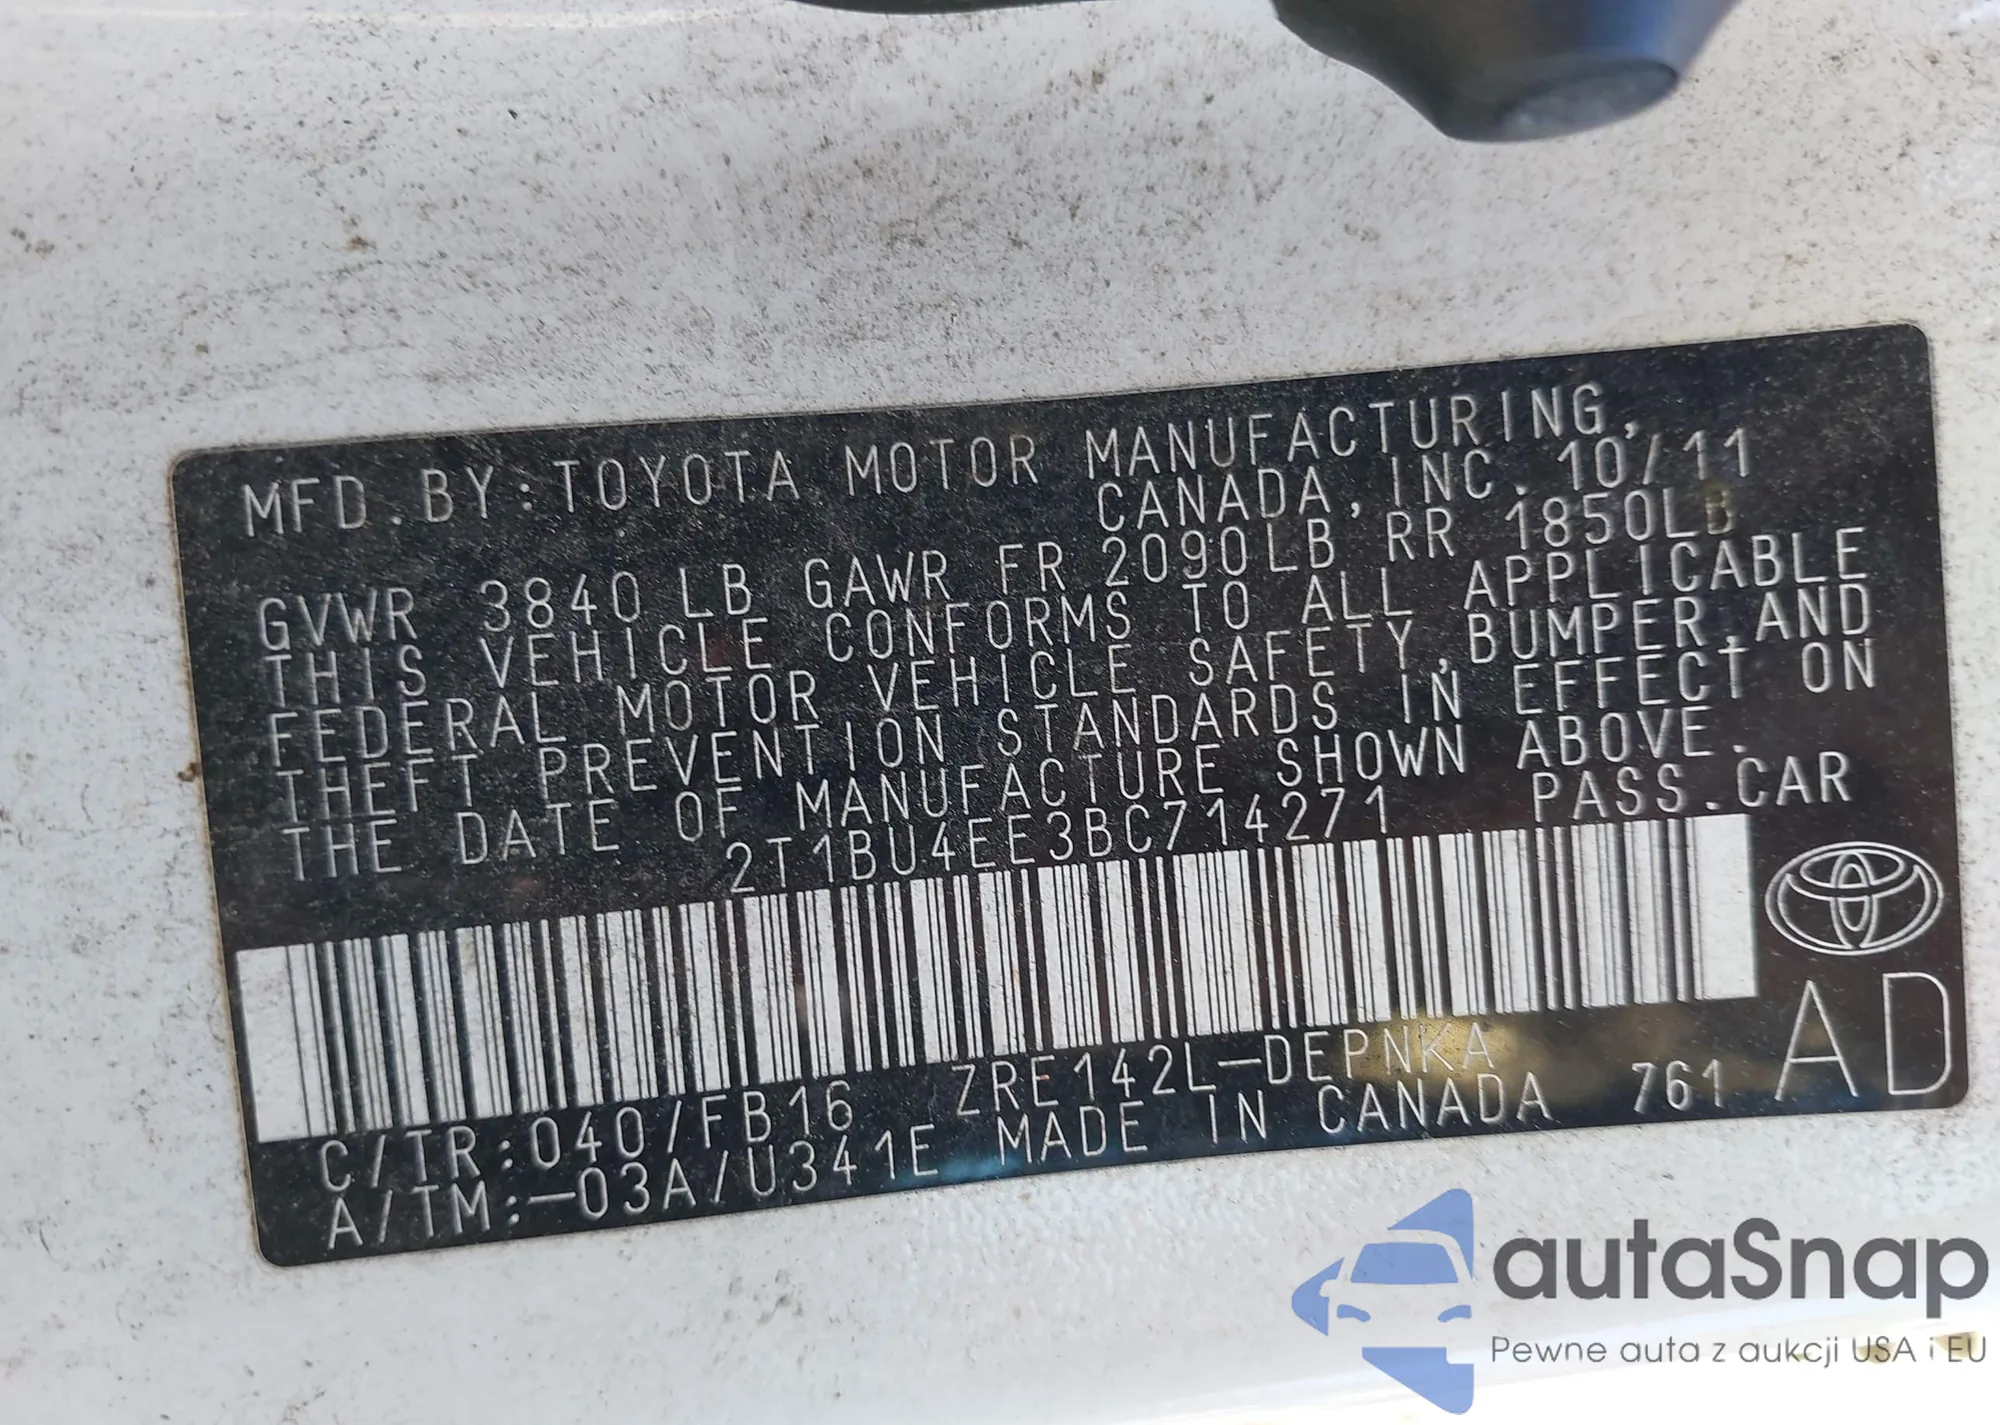 MFD.BY:TOYOTA MOTOR MANUFACTURING,
CANADA, INC. 10/11
GVWR 3840LB GAWR FR 2090LB RR 1850LB
THIS VEHICLE CONFORMS TO ALL APPLICABLE
FEDERAL MOTOR VEHICLE SAFETY,BUMPER,AND
THEFT PREVENTION STANDARDS IN EFFECT ON
THE DATE OF MANUFACTURE SHOWN ABOVE.
2T1BU4EE3BC714271 PASS.CAR
C/TR:040/FB16 ZRE142L-DEPNKA
A/TM:-03A/U341E MADE IN CANADA 761
AD
autaSnap
Pewne auta z aukcji USA i EU